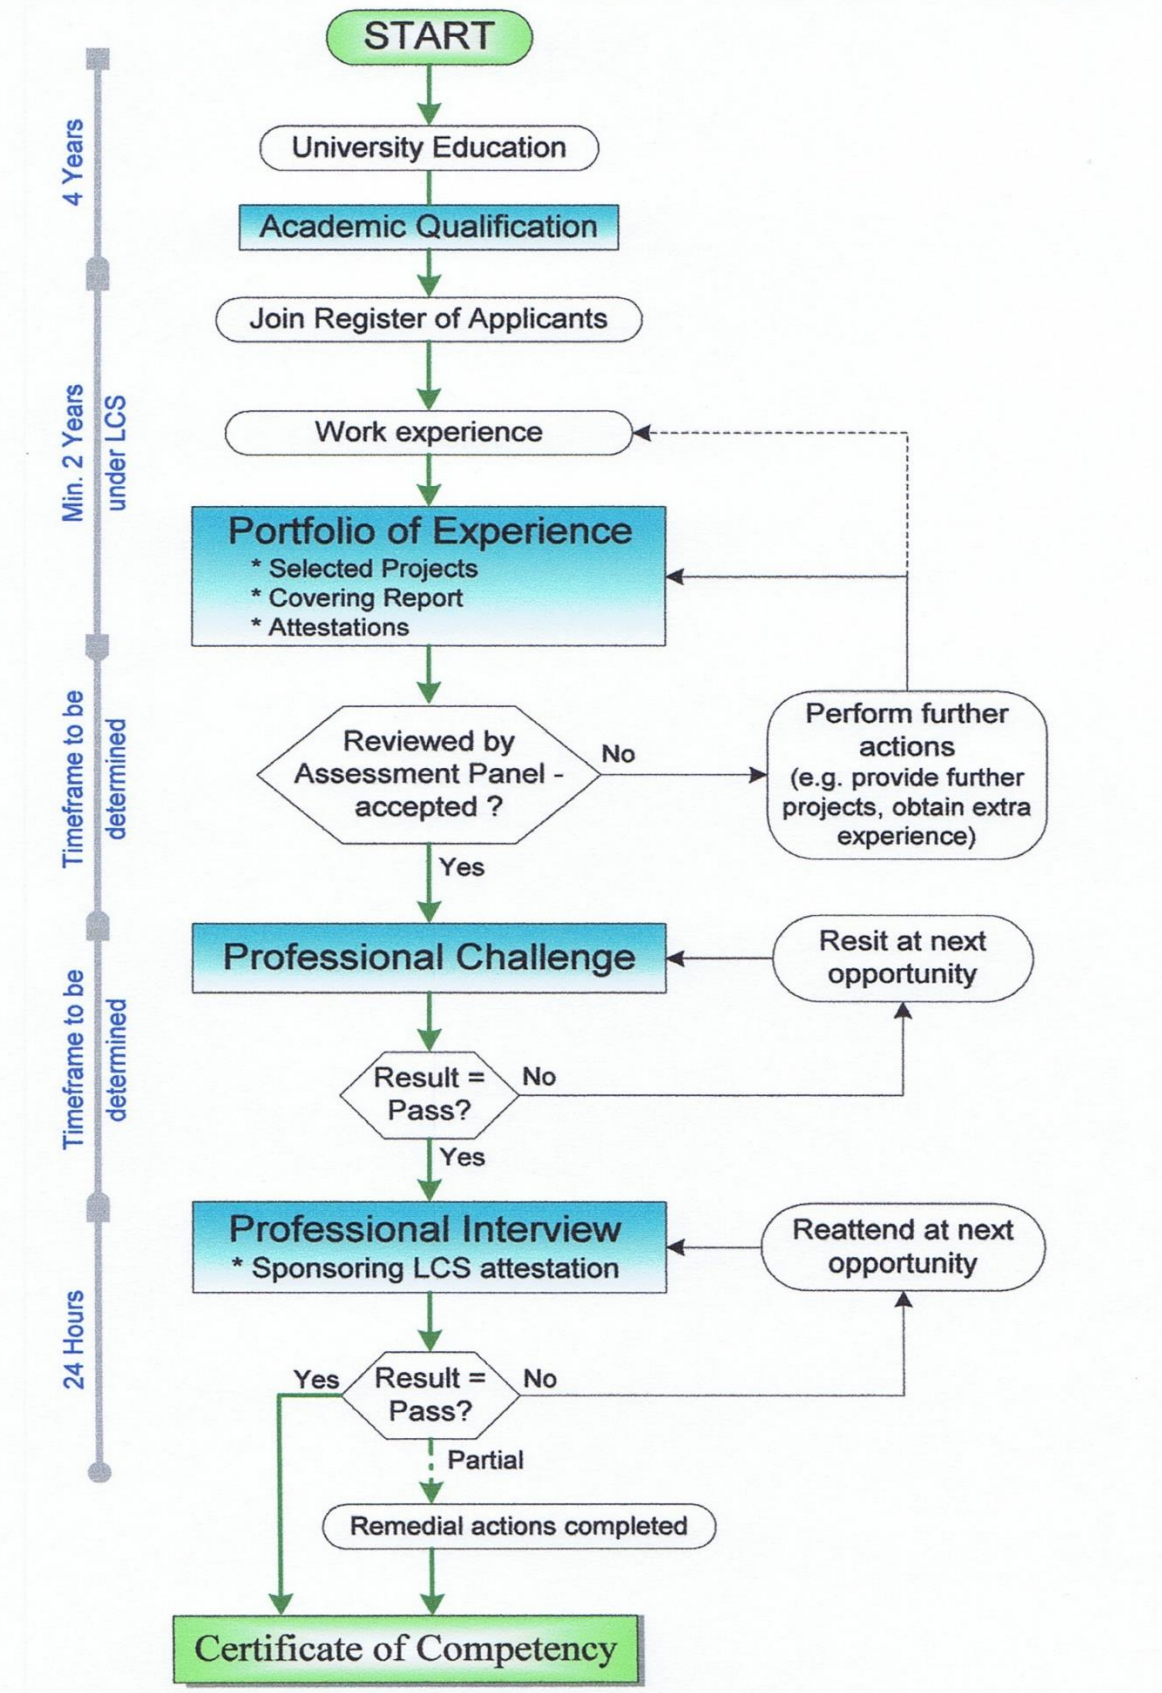 START
4 Years
University Education
Academic Qualification
Join Register of Applicants
Min. 2 Years
under LCS
Work experience
Portfolio of Experience
* Selected Projects
* Covering Report
* Attestations
Timeframe to be
determined
Reviewed by
Assessment Panel -
accepted ?
No
Perform further
actions
(e.g. provide further
projects, obtain extra
experience)
Yes
Professional Challenge
Resit at next
opportunity
Timeframe to be
determined
Result =
Pass?
No
Yes
Professional Interview
* Sponsoring LCS attestation
Reattend at next
opportunity
24 Hours
Yes
Result =
Pass?
No
Partial
Remedial actions completed
Certificate of Competency